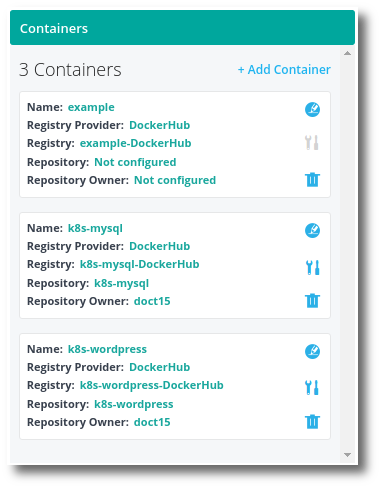 Containers
3 Containers
+ Add Container
Name: example
Registry Provider: DockerHub
Registry: example-DockerHub
Repository: Not configured
Repository Owner: Not configured
Name: k8s-mysql
Registry Provider: DockerHub
Registry: k8s-mysql-DockerHub
Repository: k8s-mysql
Repository Owner: doct15
Name: k8s-wordpress
Registry Provider: DockerHub
Registry: k8s-wordpress-DockerHub
Repository: k8s-wordpress
Repository Owner: doct15